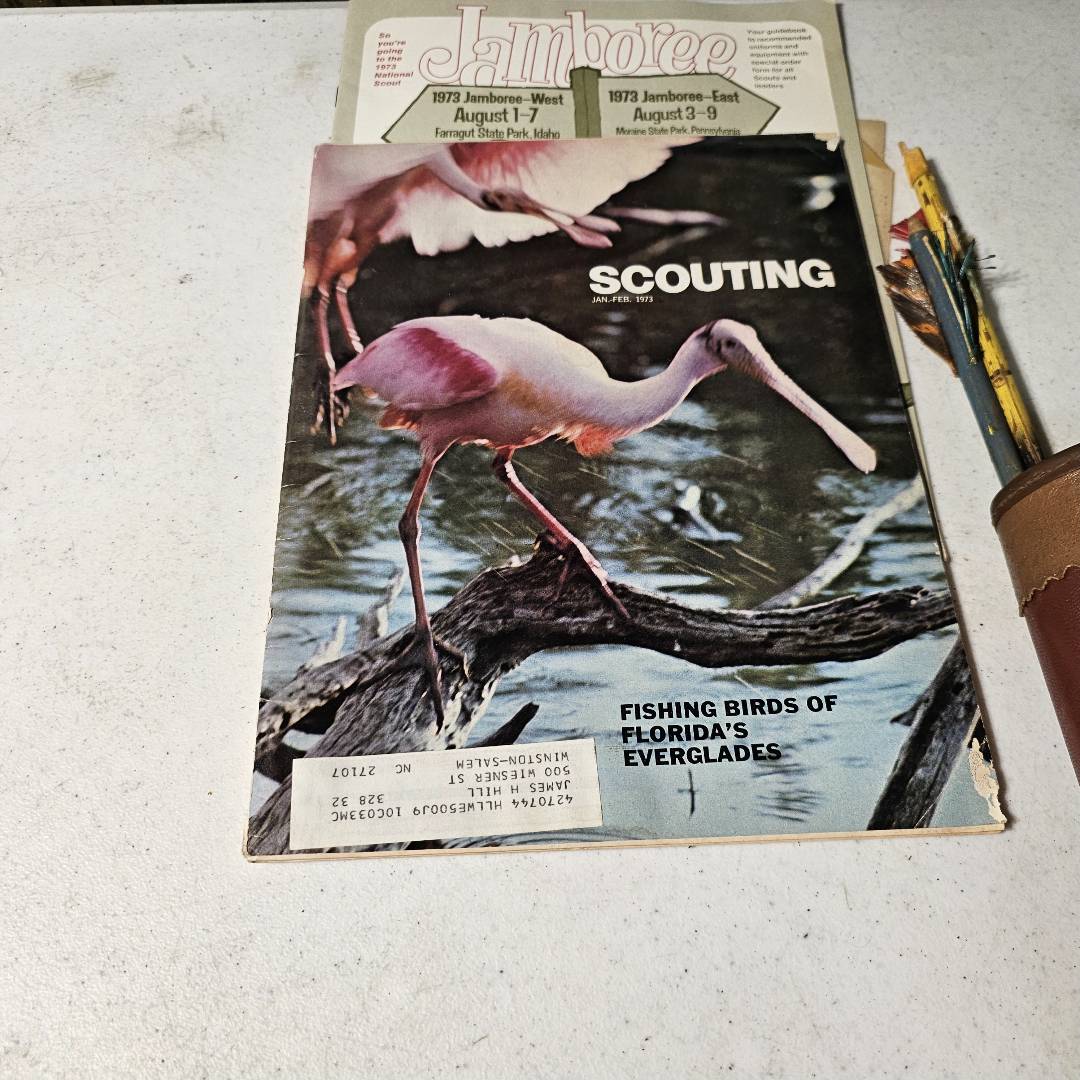 So
you're
going
to the
1973
National
Scout
Jamboree
Your guidebook
to recommended
uniforms and
equipment with
special order
form for all
Scouts and
leaders.
1973 Jamboree–West
August 1–7
Farragut State Park, Idaho
1973 Jamboree–East
August 3–9
Moraine State Park, Pennsylvania
SCOUTING
JAN.-FEB. 1973
FISHING BIRDS OF
FLORIDA'S
EVERGLADES
4270744 HLLWE500J9 10C033MC
JAMES H HILL 328 32
500 WIESNER ST
WINSTON-SALEM NC 27107